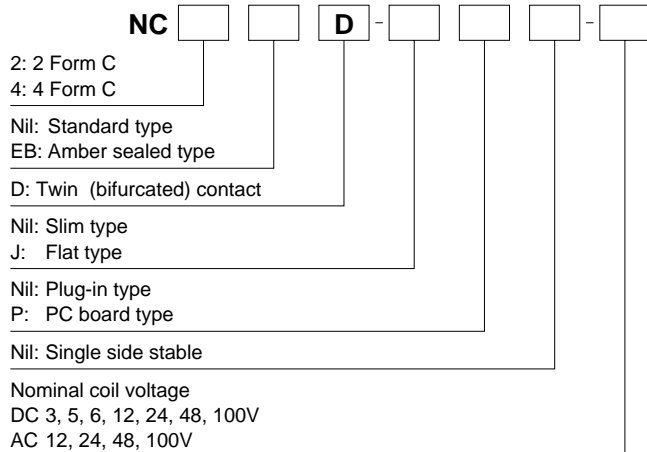 NC D - -
2: 2 Form C
4: 4 Form C
Nil: Standard type
EB: Amber sealed type
D: Twin (bifurcated) contact
Nil: Slim type
J: Flat type
Nil: Plug-in type
P: PC board type
Nil: Single side stable
Nominal coil voltage
DC 3, 5, 6, 12, 24, 48, 100V
AC 12, 24, 48, 100V